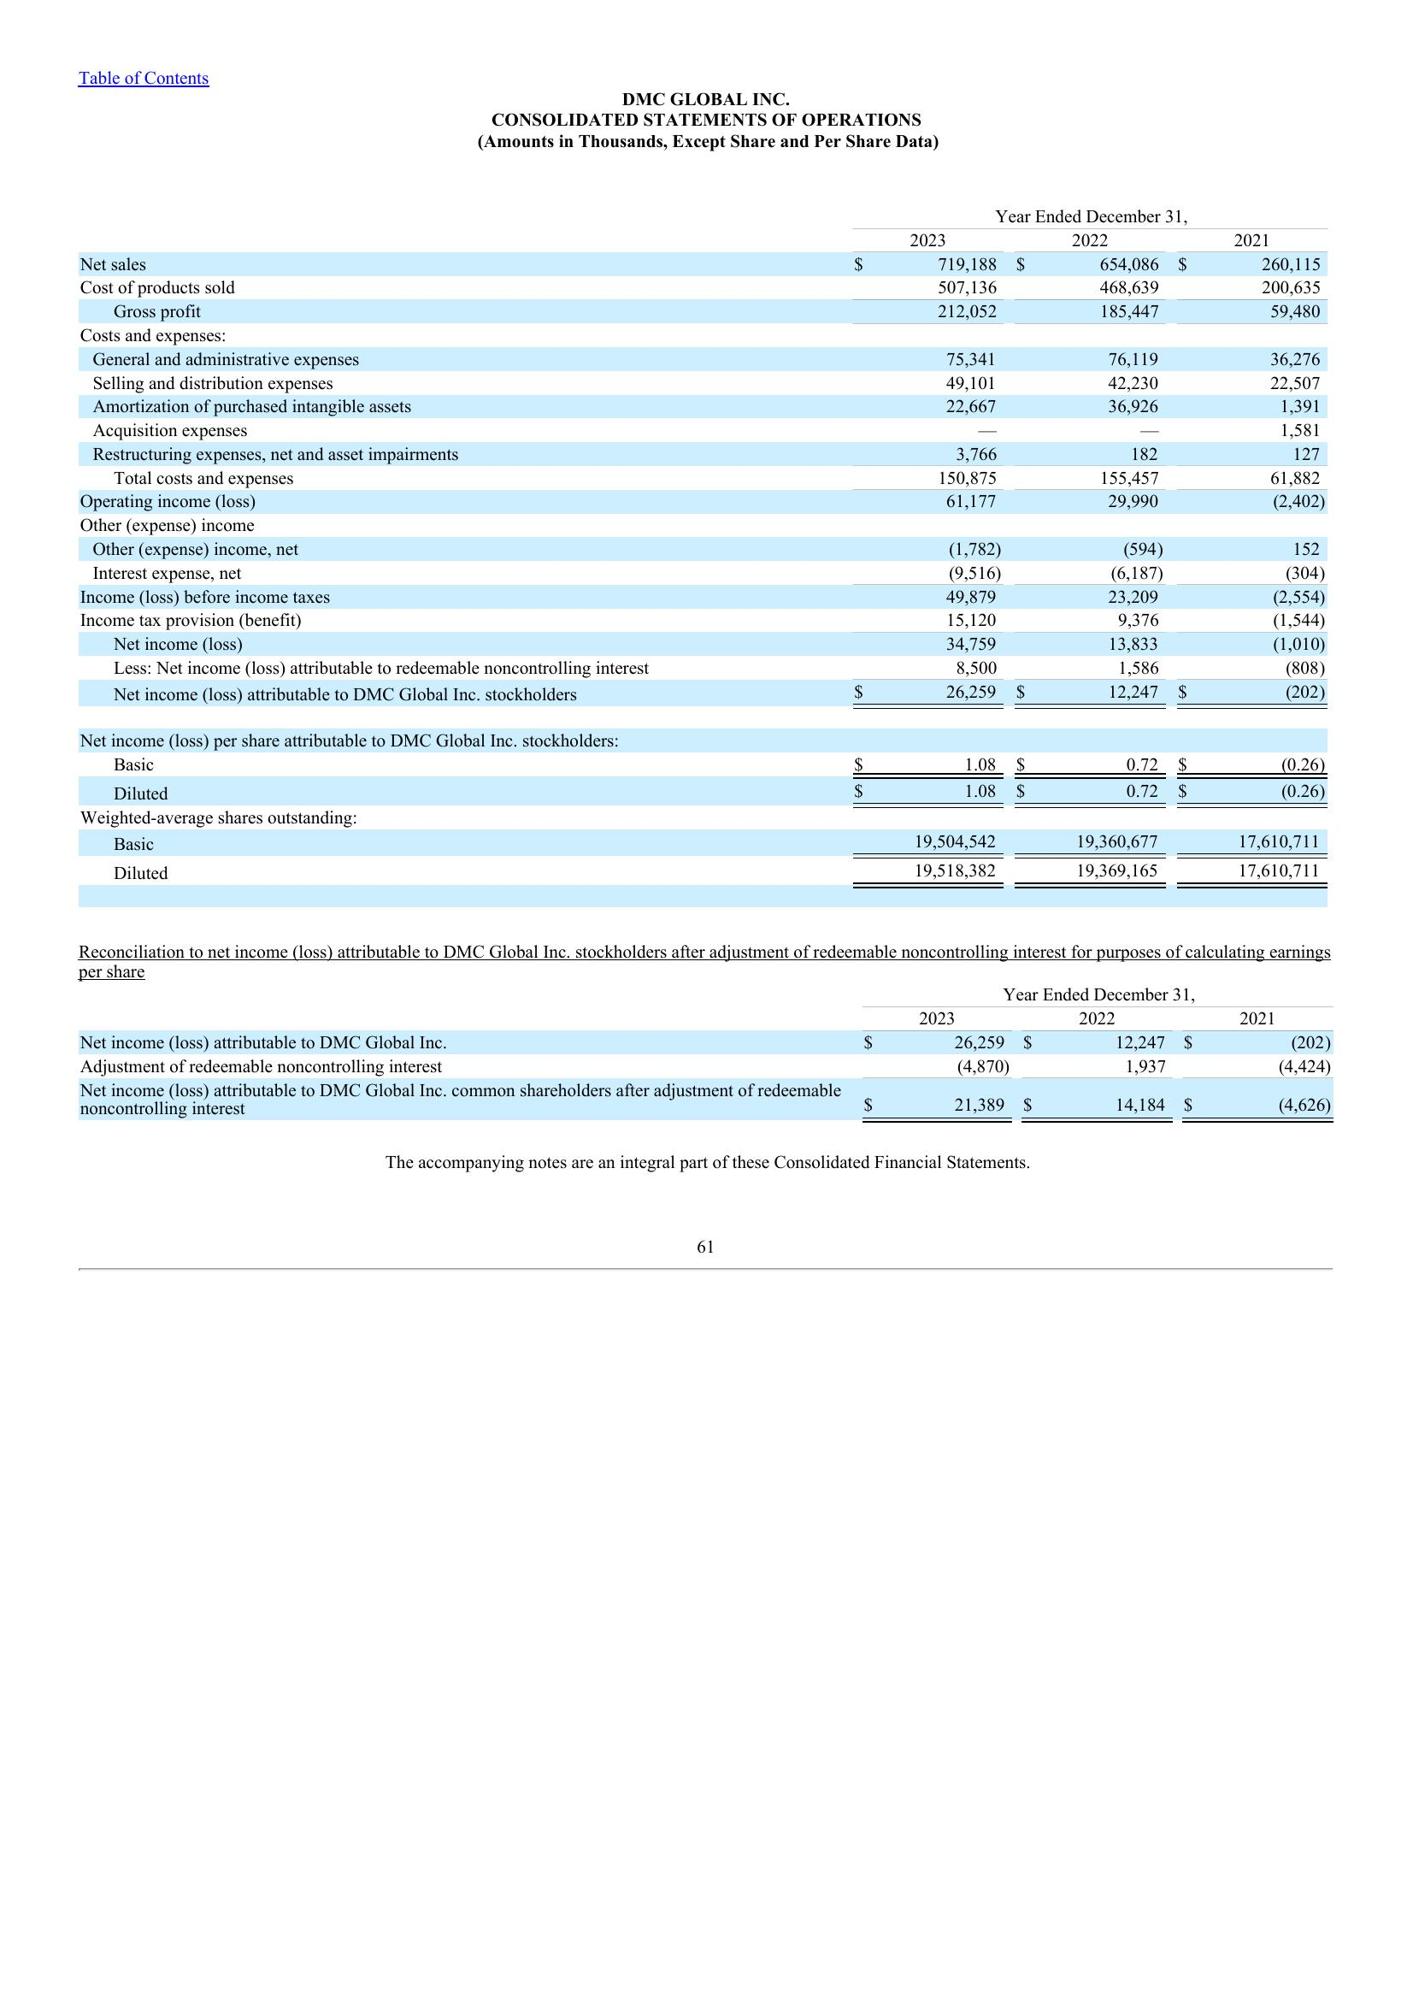 Table of Contents
DMC GLOBAL INC.
CONSOLIDATED STATEMENTS OF OPERATIONS
(Amounts in Thousands, Except Share and Per Share Data)
Year Ended December 31,
2023 2022 2021
Net sales $ 719,188 $ 654,086 $ 260,115
Cost of products sold 507,136 468,639 200,635
Gross profit 212,052 185,447 59,480
Costs and expenses:
General and administrative expenses 75,341 76,119 36,276
Selling and distribution expenses 49,101 42,230 22,507
Amortization of purchased intangible assets 22,667 36,926 1,391
Acquisition expenses — — 1,581
Restructuring expenses, net and asset impairments 3,766 182 127
Total costs and expenses 150,875 155,457 61,882
Operating income (loss) 61,177 29,990 (2,402)
Other (expense) income
Other (expense) income, net (1,782) (594) 152
Interest expense, net (9,516) (6,187) (304)
Income (loss) before income taxes 49,879 23,209 (2,554)
Income tax provision (benefit) 15,120 9,376 (1,544)
Net income (loss) 34,759 13,833 (1,010)
Less: Net income (loss) attributable to redeemable noncontrolling interest 8,500 1,586 (808)
Net income (loss) attributable to DMC Global Inc. stockholders $ 26,259 $ 12,247 $ (202)
Net income (loss) per share attributable to DMC Global Inc. stockholders:
Basic $ 1.08 $ 0.72 $ (0.26)
Diluted $ 1.08 $ 0.72 $ (0.26)
Weighted-average shares outstanding:
Basic 19,504,542 19,360,677 17,610,711
Diluted 19,518,382 19,369,165 17,610,711
Reconciliation to net income (loss) attributable to DMC Global Inc. stockholders after adjustment of redeemable noncontrolling interest for purposes of calculating earnings
per share
Year Ended December 31,
2023 2022 2021
Net income (loss) attributable to DMC Global Inc. $ 26,259 $ 12,247 $ (202)
Adjustment of redeemable noncontrolling interest (4,870) 1,937 (4,424)
Net income (loss) attributable to DMC Global Inc. common shareholders after adjustment of redeemable
noncontrolling interest $ 21,389 $ 14,184 $ (4,626)
The accompanying notes are an integral part of these Consolidated Financial Statements.
61